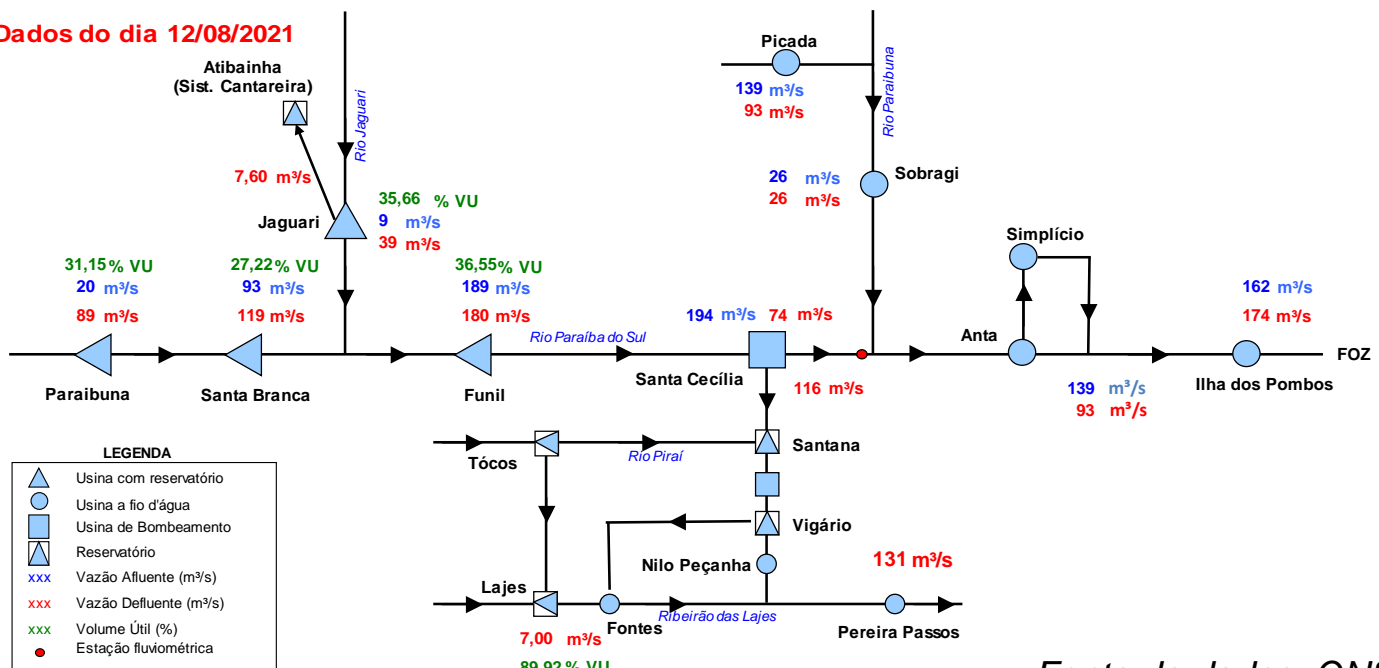 Dados do dia 12/08/2021
Atibainha
(Sist. Cantareira)
Rio Jaguari
7,60 m³/s
Jaguari
35,66 % VU
9 m³/s
39 m³/s
Picada
139 m³/s
93 m³/s
Rio Paraibuna
26 m³/s
26 m³/s
Sobragi
31,15 % VU
20 m³/s
89 m³/s
Paraibuna
27,22 % VU
93 m³/s
119 m³/s
Santa Branca
36,55 % VU
189 m³/s
180 m³/s
Funil
Rio Paraíba do Sul
194 m³/s 74 m³/s
Santa Cecília
116 m³/s
Simplício
Anta
139 m³/s
93 m³/s
162 m³/s
174 m³/s
Ilha dos Pombos
FOZ
Tócos
Rio Piraí
Santana
Vigário
Nilo Peçanha
131 m³/s
Lajes
Fontes
Ribeirão das Lajes
Pereira Passos
7,00 m³/s
89,92 % VU
LEGENDA
Usina com reservatório
Usina a fio d'água
Usina de Bombeamento
Reservatório
xxx Vazão Afluente (m³/s)
xxx Vazão Defluente (m³/s)
xxx Volume Útil (%)
Estação fluviométrica